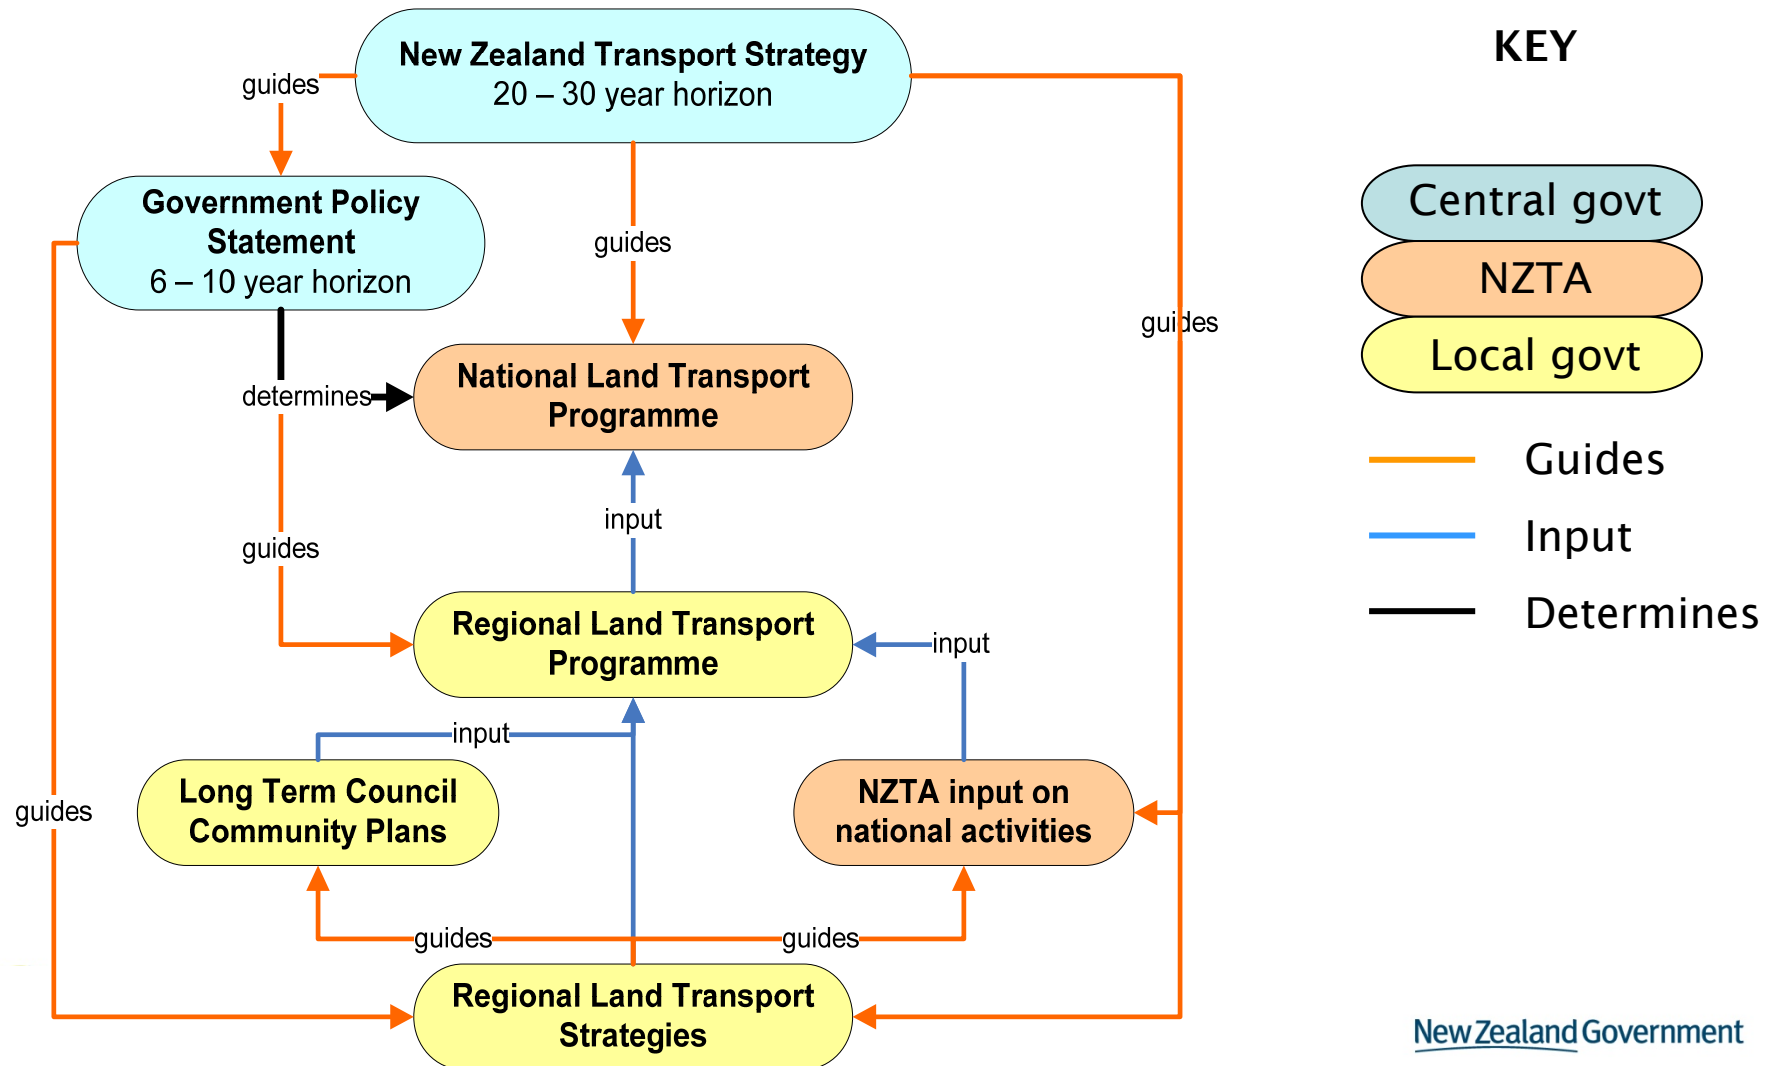 New Zealand Transport Strategy
20 – 30 year horizon
KEY
guides
Government Policy
Statement
6 – 10 year horizon
Central govt
guides
NZTA
guides
Local govt
National Land Transport
Programme
determines
Guides
input
Input
guides
Determines
Regional Land Transport
Programme
input
input
Long Term Council
Community Plans
NZTA input on
national activities
guides
guides
guides
Regional Land Transport
Strategies
New Zealand Government